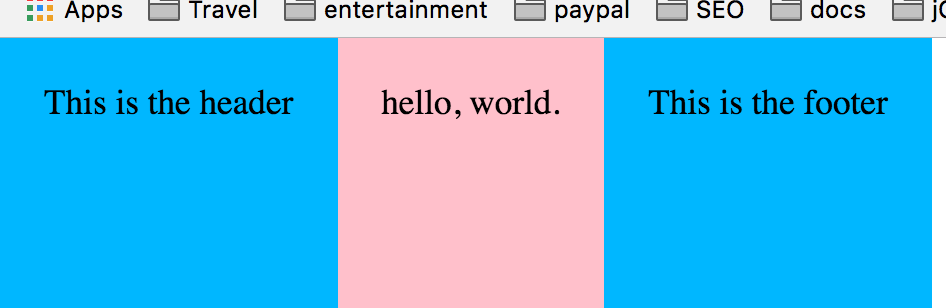 Apps Travel entertainment paypal SEO docs
This is the header hello, world. This is the footer